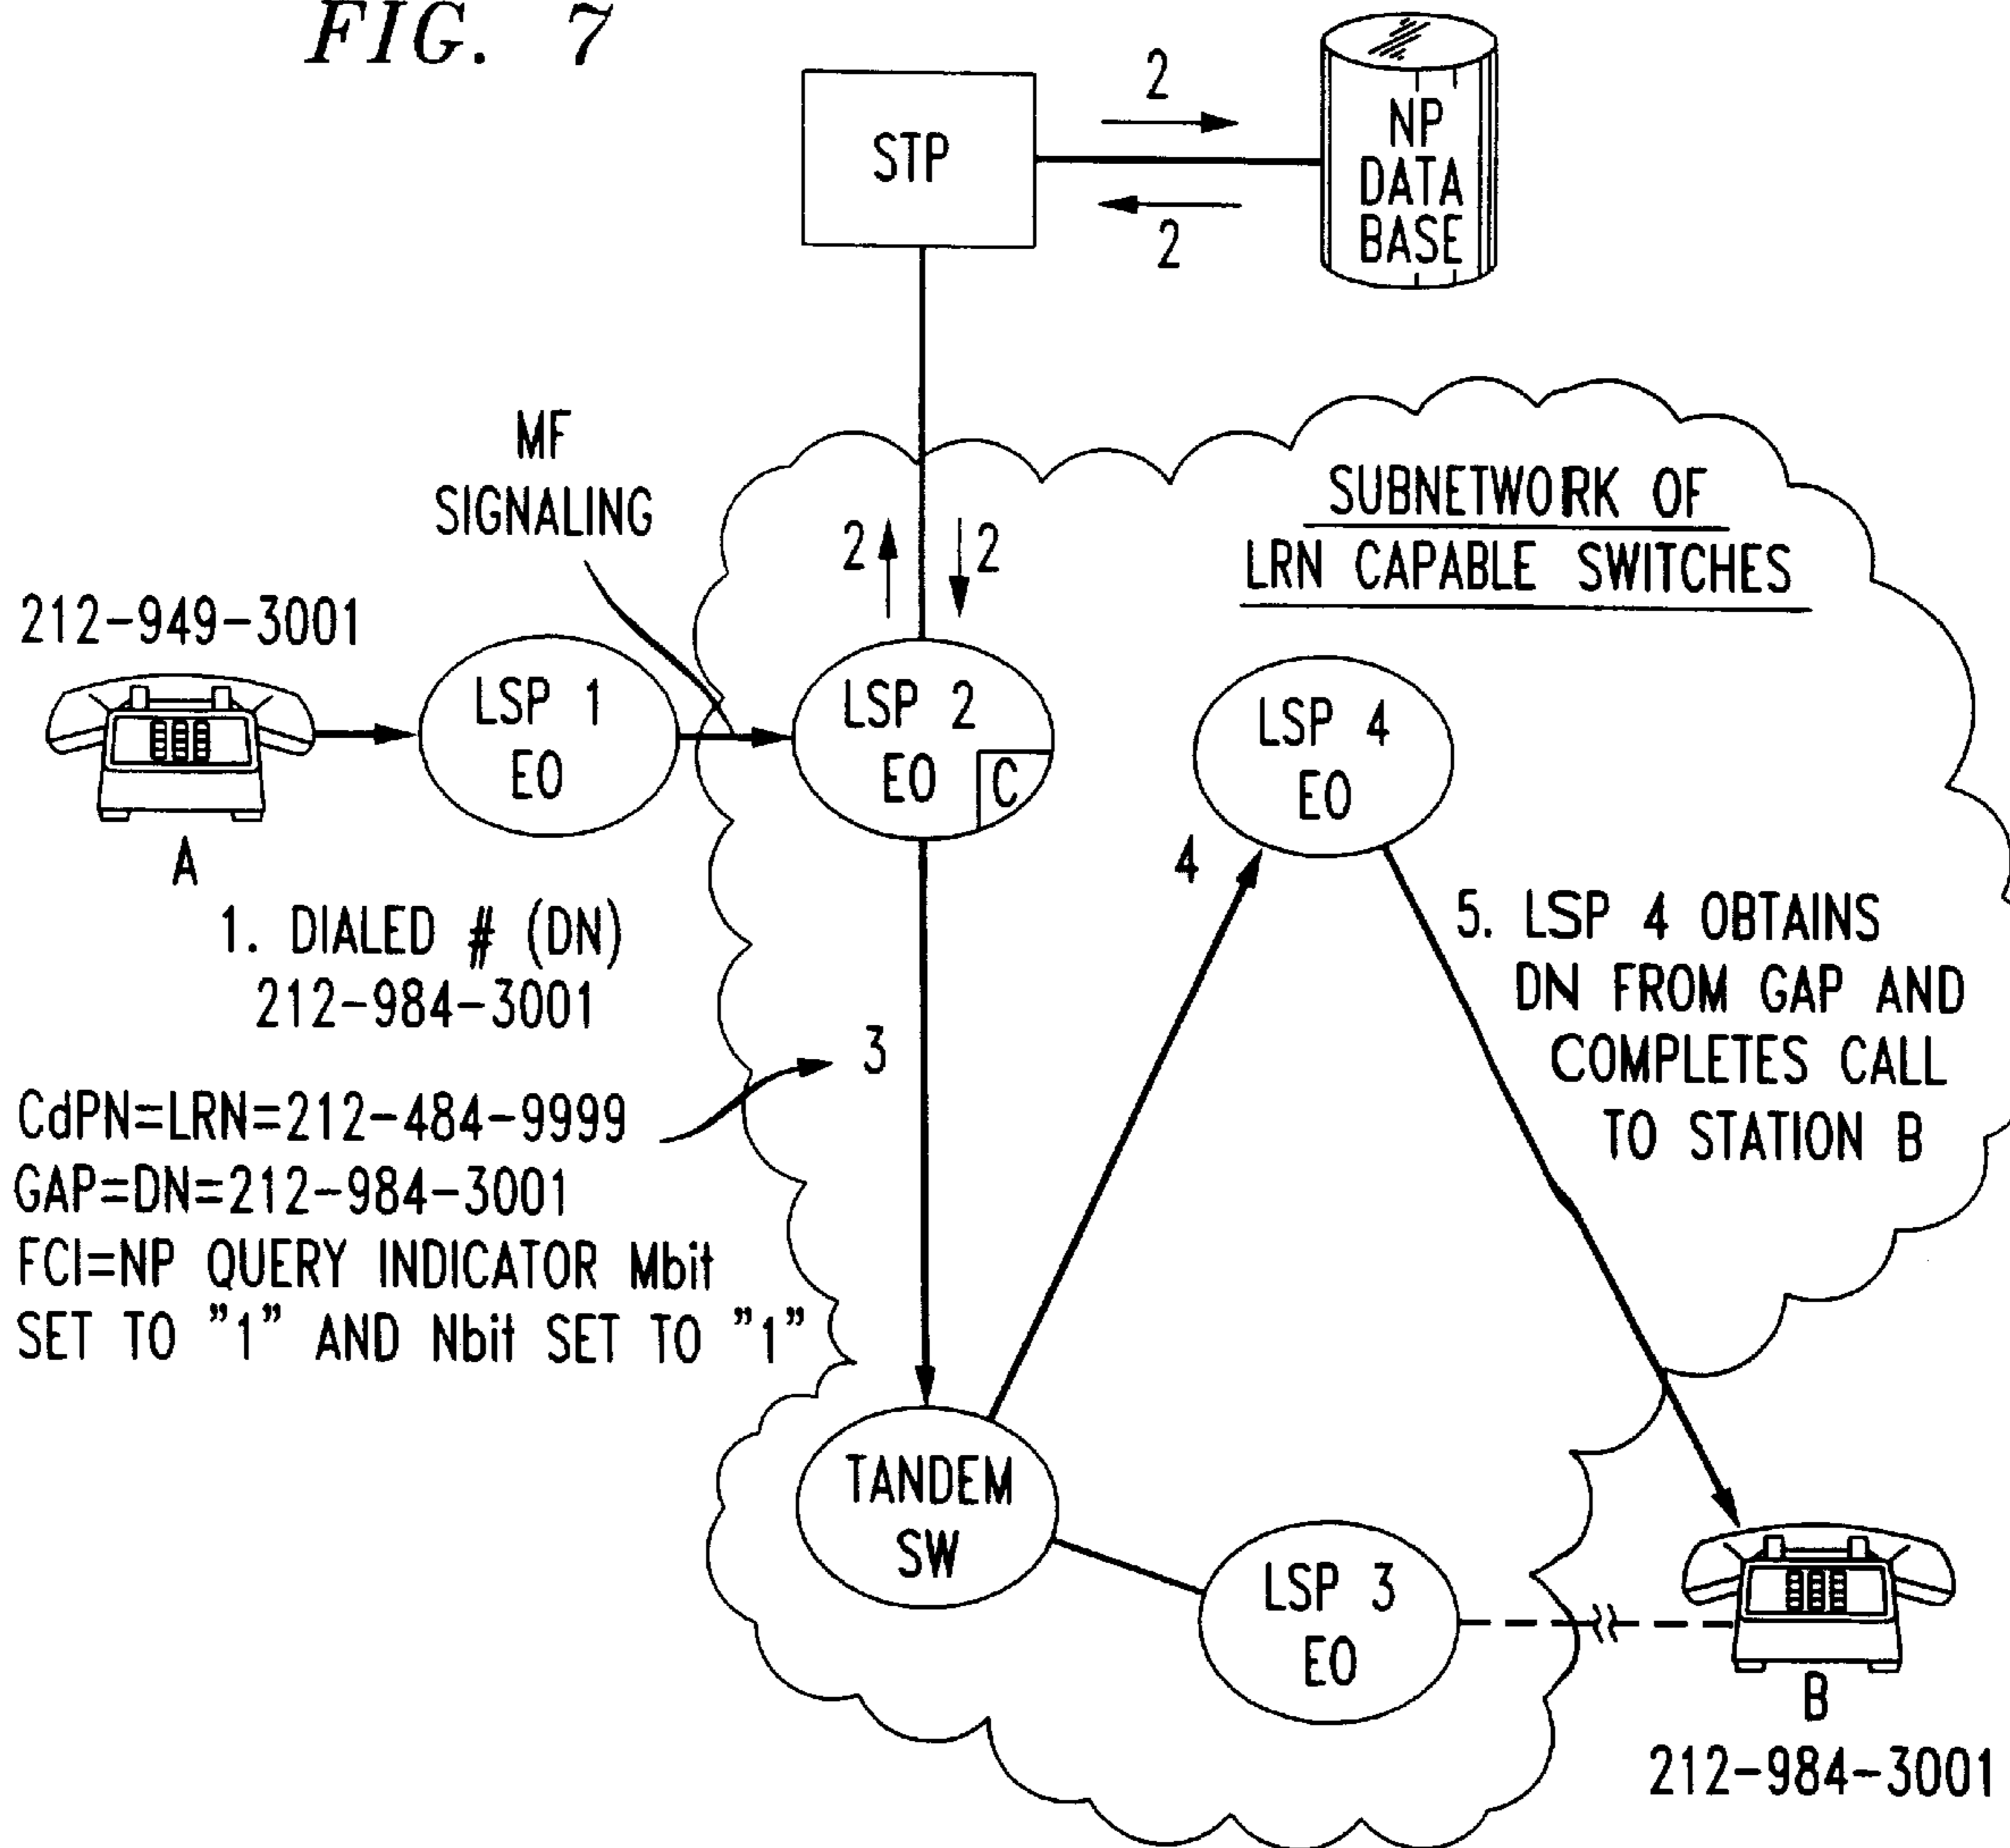 FIG. 7
STP
2
2
NP
DATA
BASE
MF
SIGNALING
SUBNETWORK OF
LRN CAPABLE SWITCHES
2
2
212-949-3001
LSP 1
EO
LSP 2
EO
C
LSP 4
EO
A
4
1. DIALED # (DN)
212-984-3001
3
5. LSP 4 OBTAINS
DN FROM GAP AND
COMPLETES CALL
TO STATION B
CdPN=LRN=212-484-9999
GAP=DN=212-984-3001
FCI=NP QUERY INDICATOR Mbit
SET TO "1" AND Nbit SET TO "1"
TANDEM
SW
LSP 3
EO
B
212-984-3001